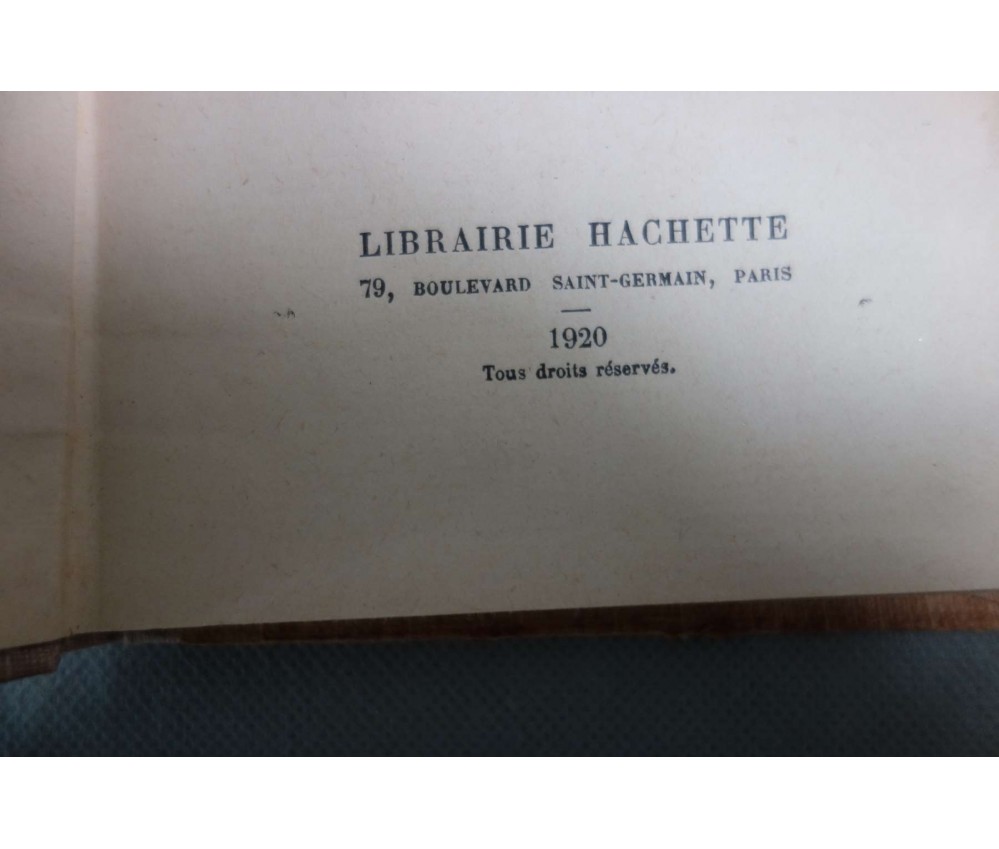 LIBRAIRIE HACHETTE
79, BOULEVARD SAINT-GERMAIN, PARIS
1920
Tous droits réservés.